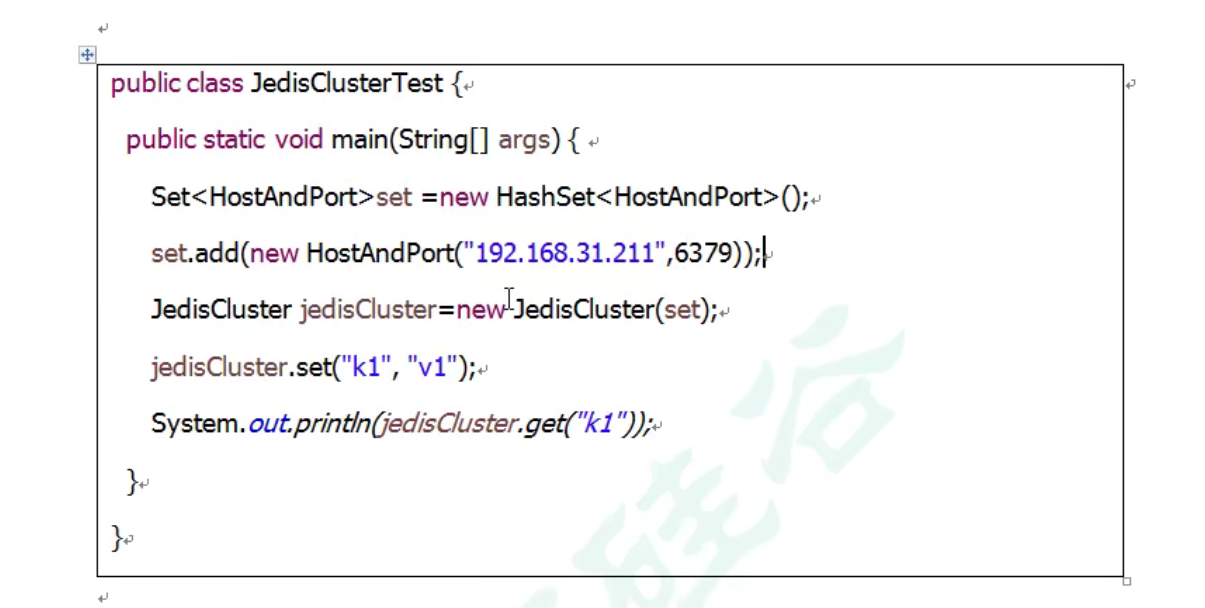 public class JedisClusterTest {
public static void main(String[] args) {
Set<HostAndPort>set =new HashSet<HostAndPort>();
set.add(new HostAndPort("192.168.31.211",6379));
JedisCluster jedisCluster=new JedisCluster(set);
jedisCluster.set("k1", "v1");
System.out.println(jedisCluster.get("k1"));
}
}
硅谷